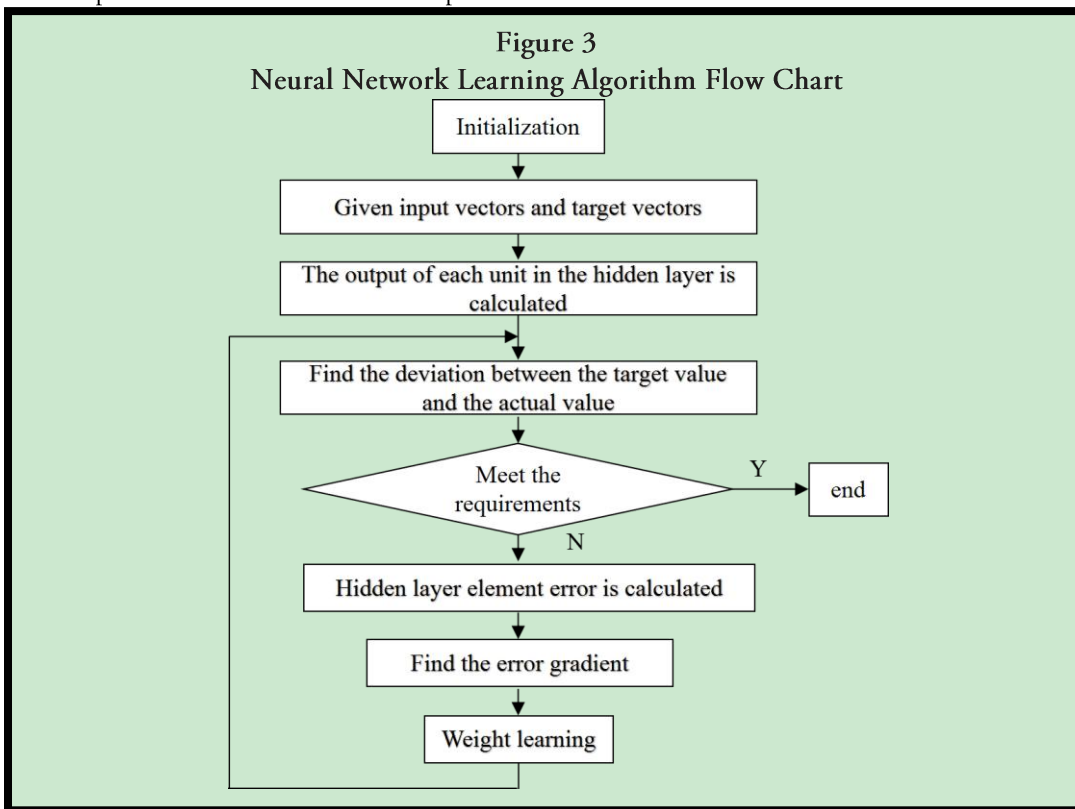 Figure 3
Neural Network Learning Algorithm Flow Chart
Initialization
Given input vectors and target vectors
The output of each unit in the hidden layer is
calculated
Find the deviation between the target value
and the actual value
Meet the
requirements
Y
end
N
Hidden layer element error is calculated
Find the error gradient
Weight learning